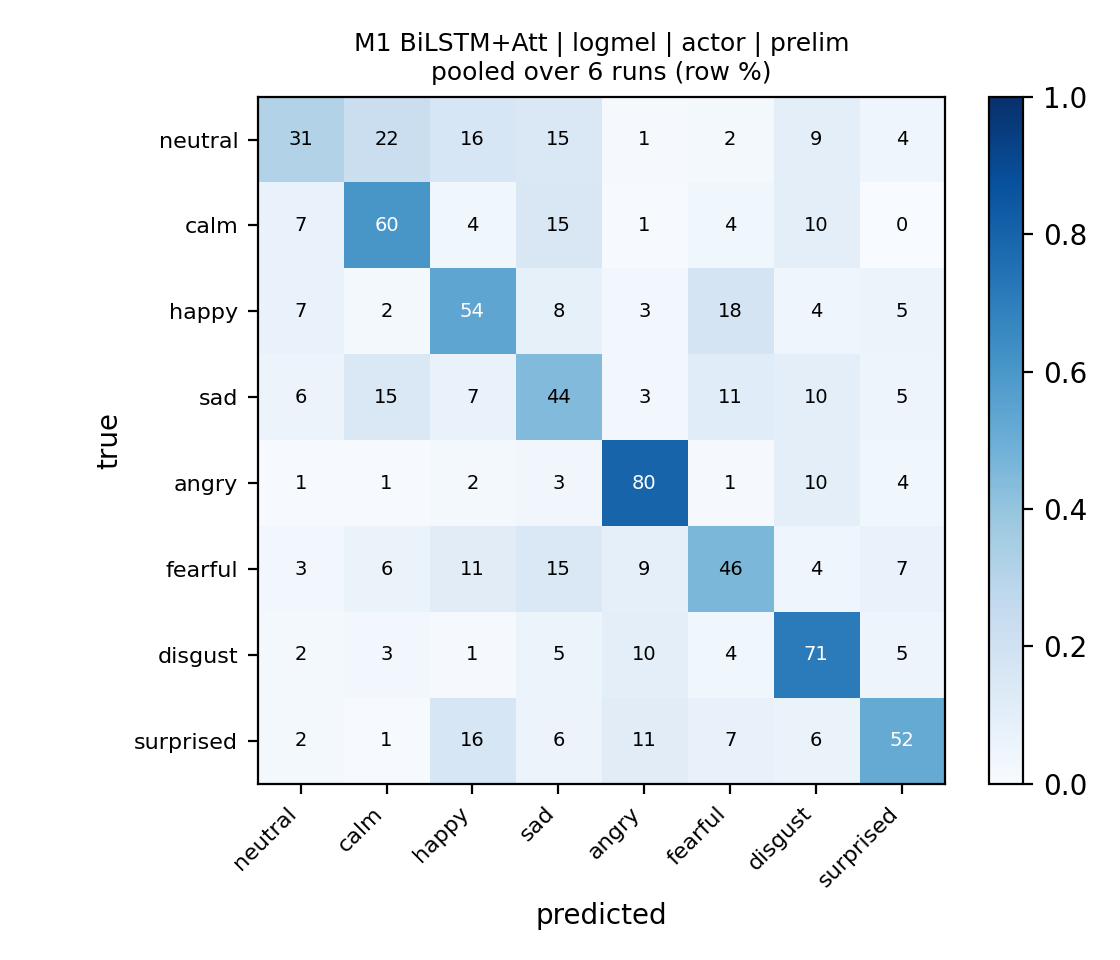 M1 BiLSTM+Att | logmel | actor | prelim
pooled over 6 runs (row %)
neutral 31 22 16 15 1 2 9 4
calm 7 60 4 15 1 4 10 0
happy 7 2 54 8 3 18 4 5
sad 6 15 7 44 3 11 10 5
angry 1 1 2 3 80 1 10 4
fearful 3 6 11 15 9 46 4 7
disgust 2 3 1 5 10 4 71 5
surprised 2 1 16 6 11 7 6 52
true
neutral calm happy sad angry fearful disgust surprised
predicted
1.0
0.8
0.6
0.4
0.2
0.0